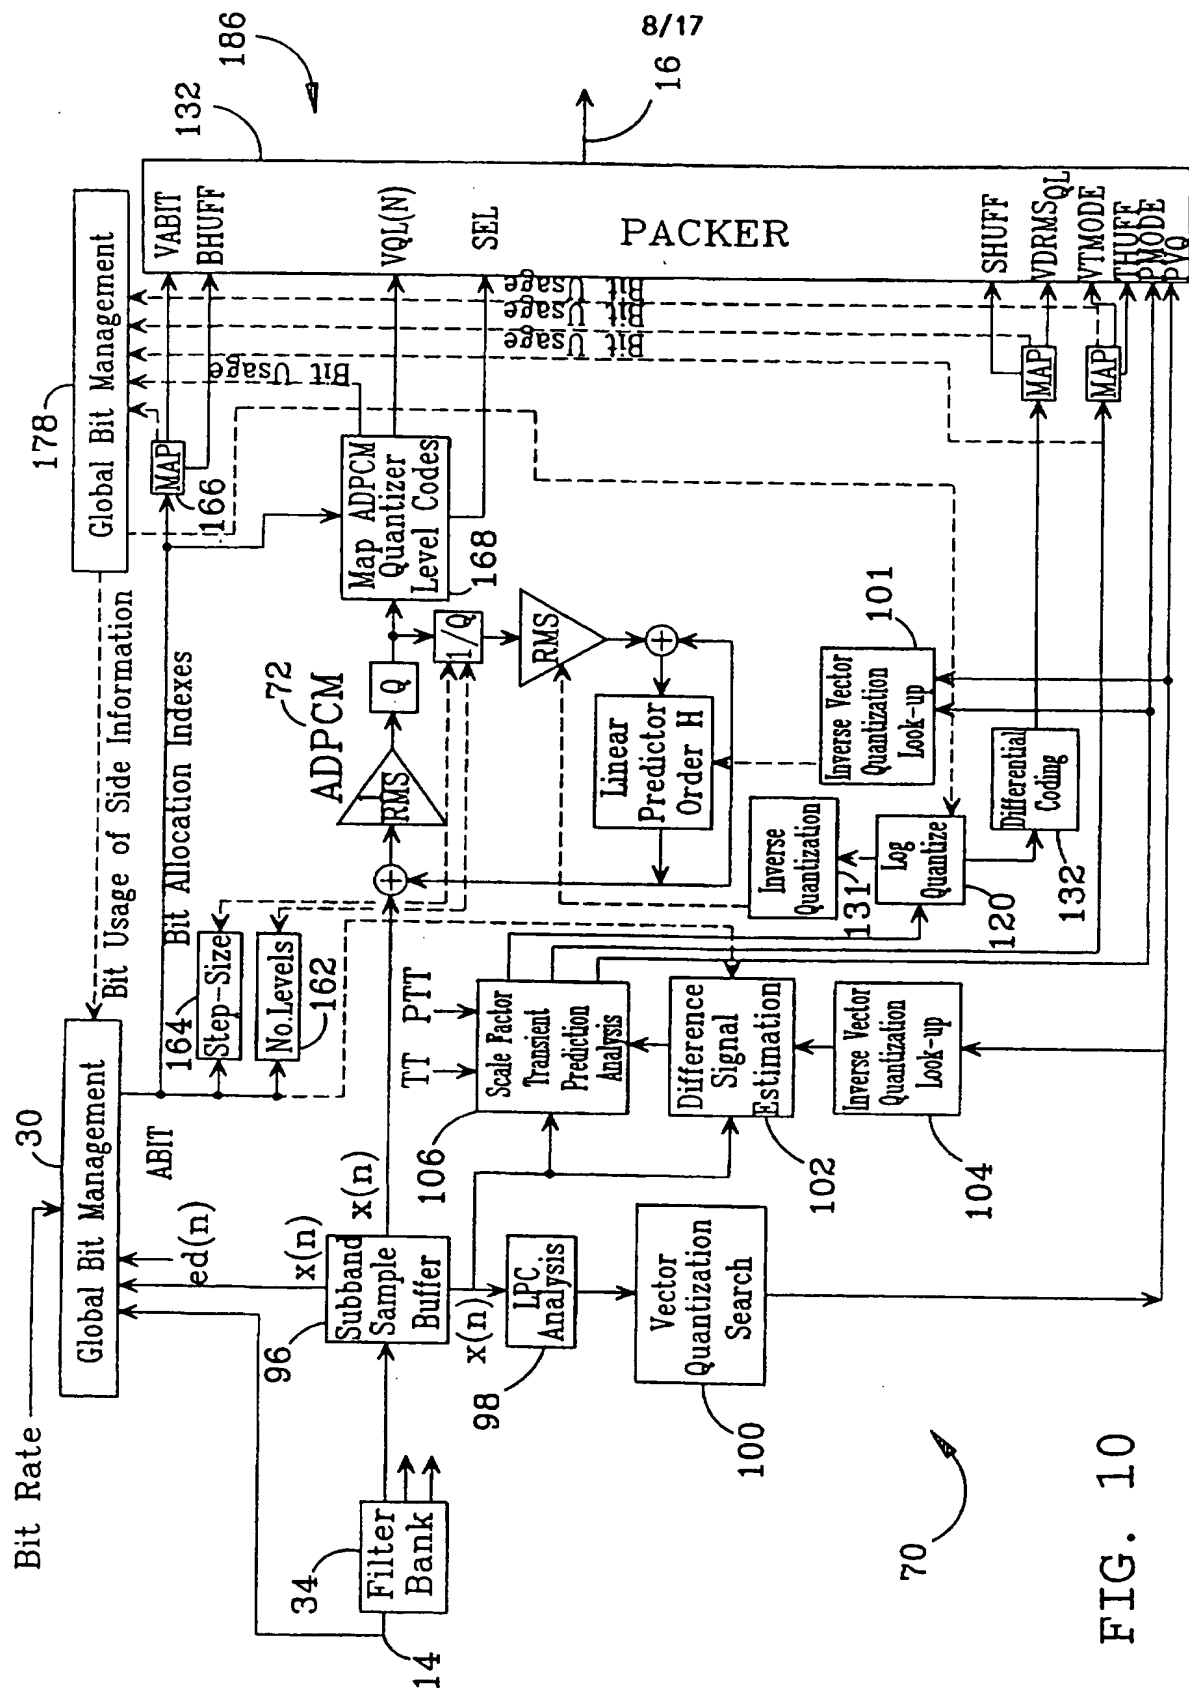 8/17
186
Bit Rate
30
Global Bit Management
Bit Usage of Side Information
178
Global Bit Management
132
ABIT
Bit Allocation Indexes
MAP
166
VABIT
BHUFF
ed(n)
x(n)
x(n)
164
Step-Size
No.Levels
162
72
ADPCM
RMS
Q
1/Q
RMS
Map ADPCM
Quantizer
Level Codes
168
Bit Usage
Bit Usage
Bit Usage
Bit Usage
VQL(N)
SEL
PACKER
16
14
34
Filter
Bank
96
Subband
Sample
Buffer
x(n)
TT
PTT
106
Scale Factor
Transient
Prediction
Analysis
Linear
Predictor
Order H
98
LPC
Analysis
100
Vector
Quantization
Search
102
Difference
Signal
Estimation
104
Inverse Vector
Quantization
Look-up
Inverse
Quantization
131
Log
Quantize
120
101
Inverse Vector
Quantization
Look-up
Differential
Coding
132
MAP
MAP
SHUFF
VDRMSQL
VTMODE
THUFF
PMODE
PVQ
70
FIG. 10